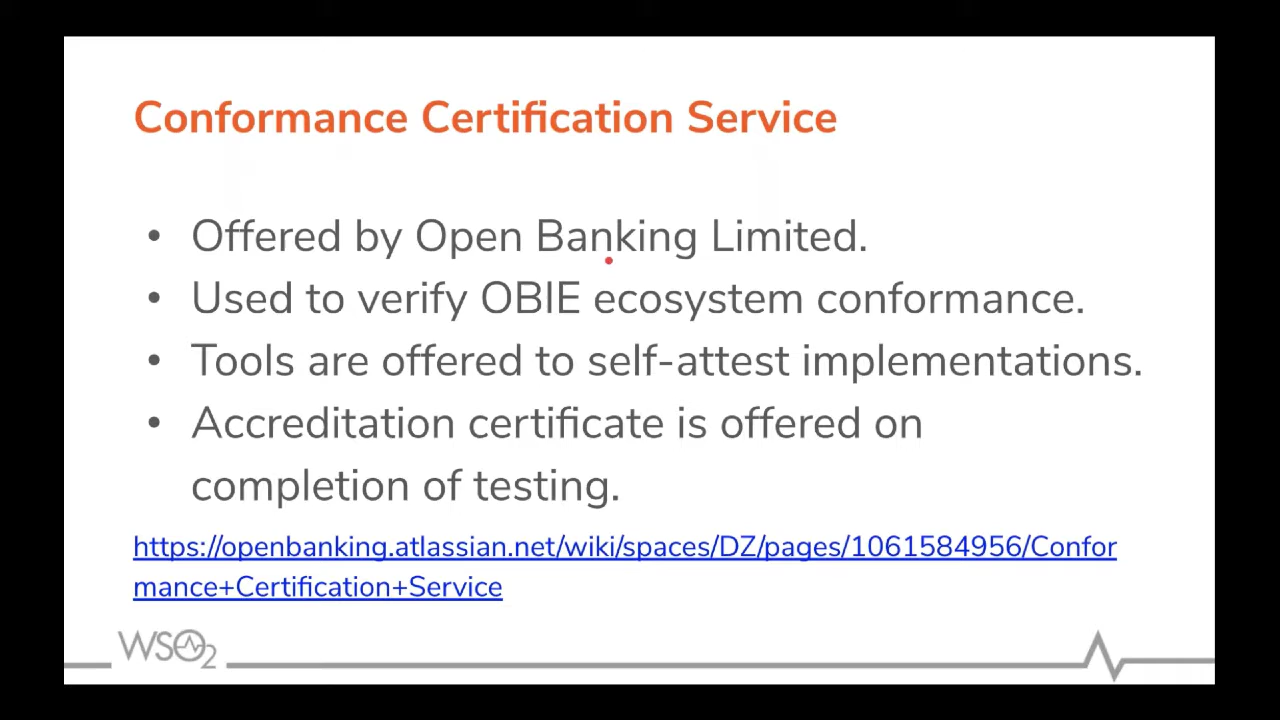 Conformance Certification Service
• Offered by Open Banking Limited.
• Used to verify OBIE ecosystem conformance.
• Tools are offered to self-attest implementations.
• Accreditation certificate is offered on
completion of testing.
https://openbanking.atlassian.net/wiki/spaces/DZ/pages/1061584956/Confor
mance+Certification+Service
WSO2